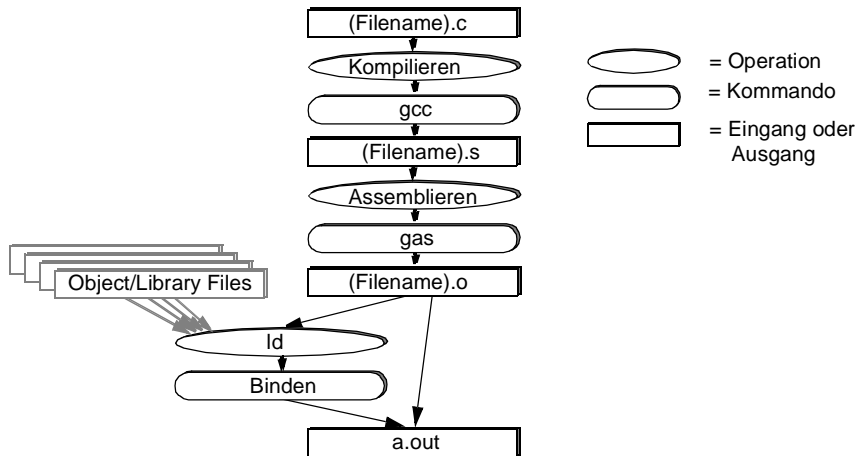 (Filename).c
Kompilieren
gcc
(Filename).s
Assemblieren
gas
(Filename).o
Object/Library Files
ld
Binden
a.out
= Operation
= Kommando
= Eingang oder
Ausgang